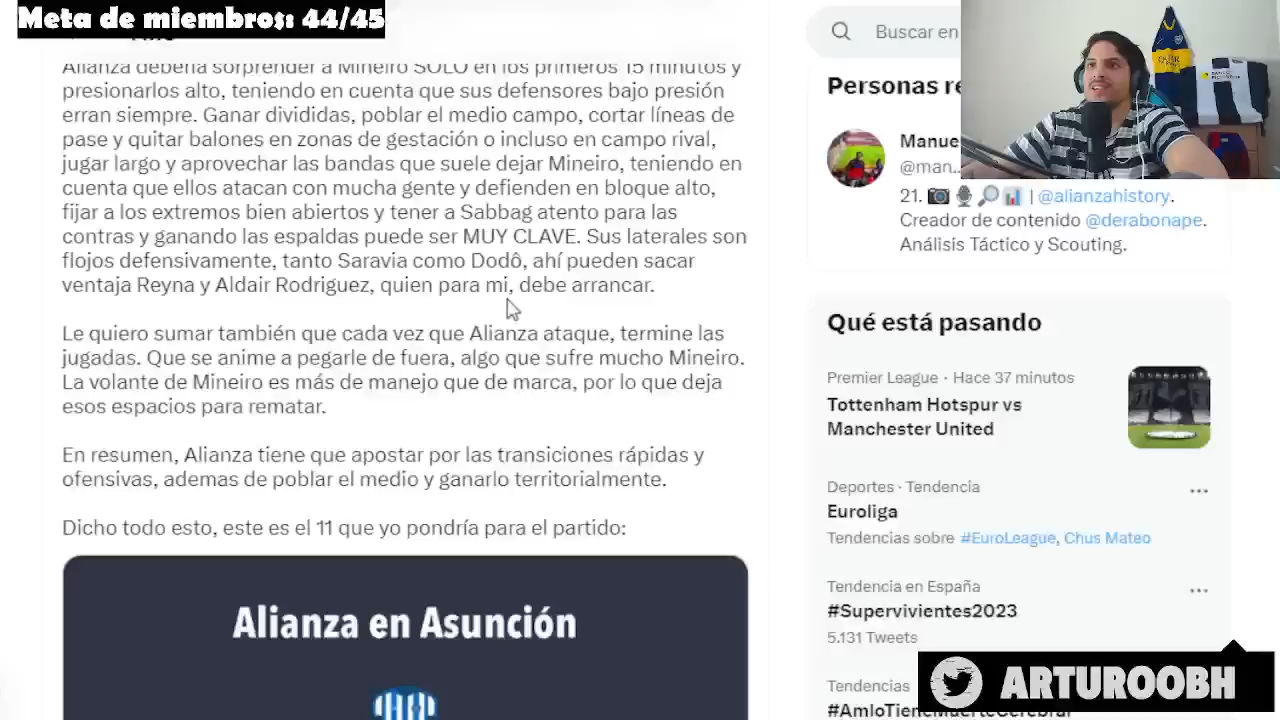 Meta de miembros: 44/45
Alianza debería sorprender a Mineiro en los primeros 15 minutos y
presionarlos alto, teniendo en cuenta que sus defensores bajo presión
erran siempre. Ganar divididas, poblar el medio campo, cortar líneas de
pase y quitar balones en zonas de gestación o incluso en campo rival,
jugar largo y aprovechar las bandas que suele dejar Mineiro, teniendo en
cuenta que ellos atacan con mucha gente y defienden en bloque alto,
fijar a los extremos bien abiertos y tener a Sabbag atento para las
contras y ganando las espaldas puede ser MUY CLAVE. Sus laterales son
flojos defensivamente, tanto Saravia como Dodô, ahí pueden sacar
ventaja Reyna y Aldair Rodriguez, quien para mi, debe arrancar.
Le quiero sumar también que cada vez que Alianza ataque, termine las
jugadas. Que se anime a pegarle de fuera, algo que sufre mucho Mineiro.
La volante de Mineiro es más de manejo que de marca, por lo que deja
esos espacios para rematar.
En resumen, Alianza tiene que apostar por las transiciones rápidas y
ofensivas, ademas de poblar el medio y ganarlo territorialmente.
Dicho todo esto, este es el 11 que yo pondría para el partido:
Alianza en Asunción
Buscar en
Personas re
Manue
@man..
21. | @alianzahistory.
Creador de contenido @derabonape.
Análisis Táctico y Scouting.
Qué está pasando
Premier League · Hace 37 minutos
Tottenham Hotspur vs
Manchester United
Deportes · Tendencia
Euroliga
Tendencias sobre #EuroLeague, Chus Mateo
Tendencia en España
#Supervivientes2023
5.131 Tweets
Tendencias
#AmloTieneMuerteCerebral
ARTUROOBH